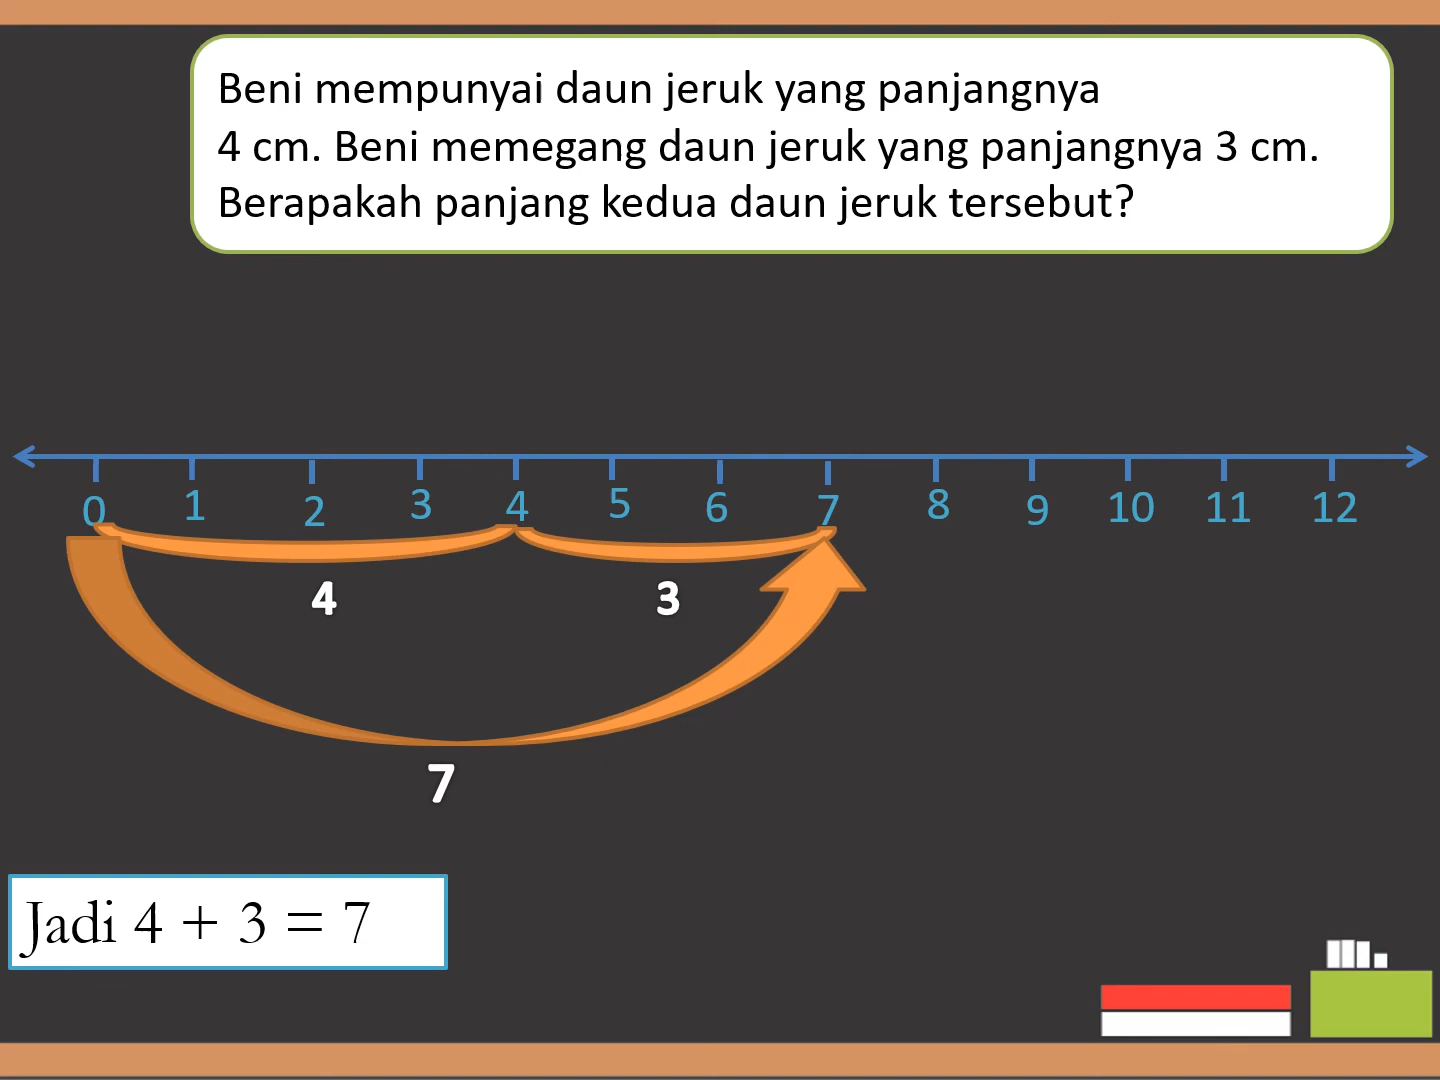 Beni mempunyai daun jeruk yang panjangnya
4 cm. Beni memegang daun jeruk yang panjangnya 3 cm.
Berapakah panjang kedua daun jeruk tersebut?
0 1 2 3 4 5 6 7 8 9 10 11 12
4 3
7
Jadi 4 + 3 = 7